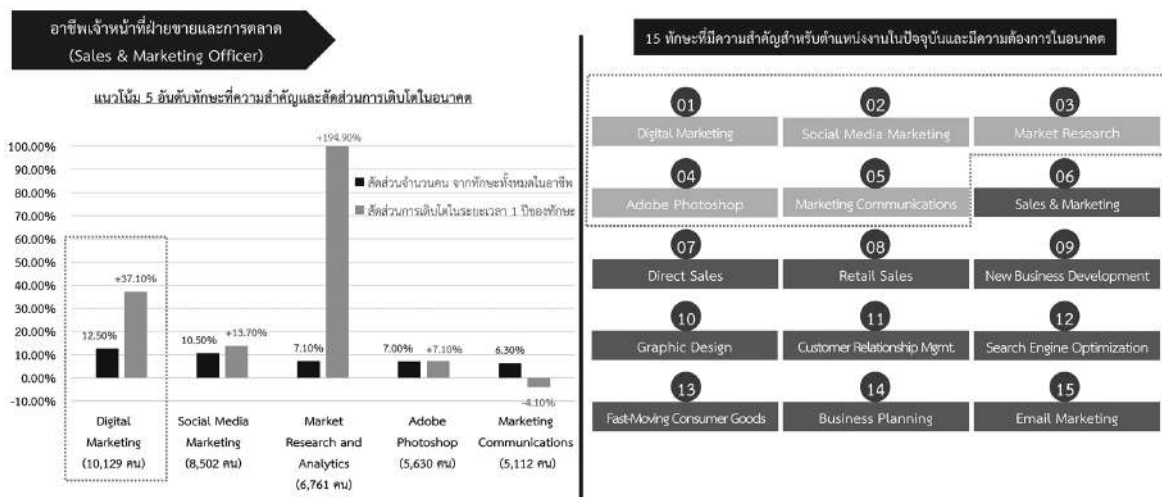 อาชีพเจ้าหน้าที่ฝ่ายขายและการตลาด
(Sales & Marketing Officer)
แนวโน้ม 5 อันดับทักษะที่ความสำคัญและสัดส่วนการเติบโตในอนาคต
100.00%
90.00%
80.00%
70.00%
60.00%
50.00%
40.00%
30.00%
20.00%
10.00%
0.00%
-10.00%
+194.90%
■ สัดส่วนจำนวนคน จากทักษะทั้งหมดในอาชีพ
■ สัดส่วนการเติบโตในระยะเวลา 1 ปีของทักษะ
12.50%
+37.10%
10.50%
+13.70%
7.10%
7.00%
+7.10%
6.30%
-4.10%
Digital
Marketing
(10,129 คน)
Social Media
Marketing
(8,502 คน)
Market
Research and
Analytics
(6,761 คน)
Adobe
Photoshop
(5,630 คน)
Marketing
Communications
(5,112 คน)
15 ทักษะที่มีความสำคัญสำหรับตำแหน่งงานในปัจจุบันและมีความต้องการในอนาคต
01
Digital Marketing
02
Social Media Marketing
03
Market Research
04
Adobe Photoshop
05
Marketing Communications
06
Sales & Marketing
07
Direct Sales
08
Retail Sales
09
New Business Development
10
Graphic Design
11
Customer Relationship Mgmt.
12
Search Engine Optimization
13
Fast-Moving Consumer Goods
14
Business Planning
15
Email Marketing